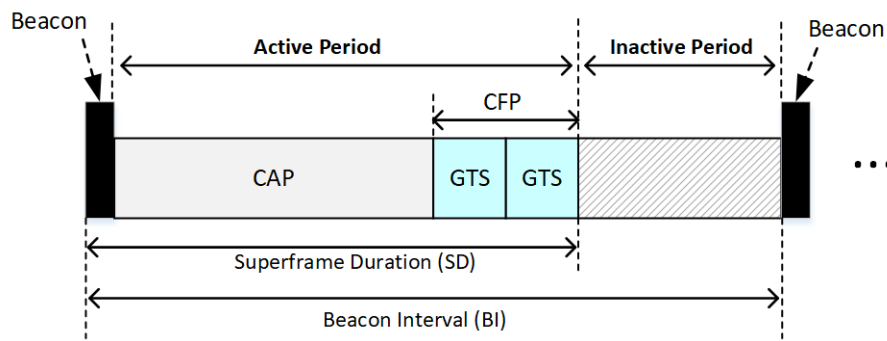 Beacon
Active Period
Inactive Period
Beacon
CFP
CAP
GTS
GTS
...
Superframe Duration (SD)
Beacon Interval (BI)